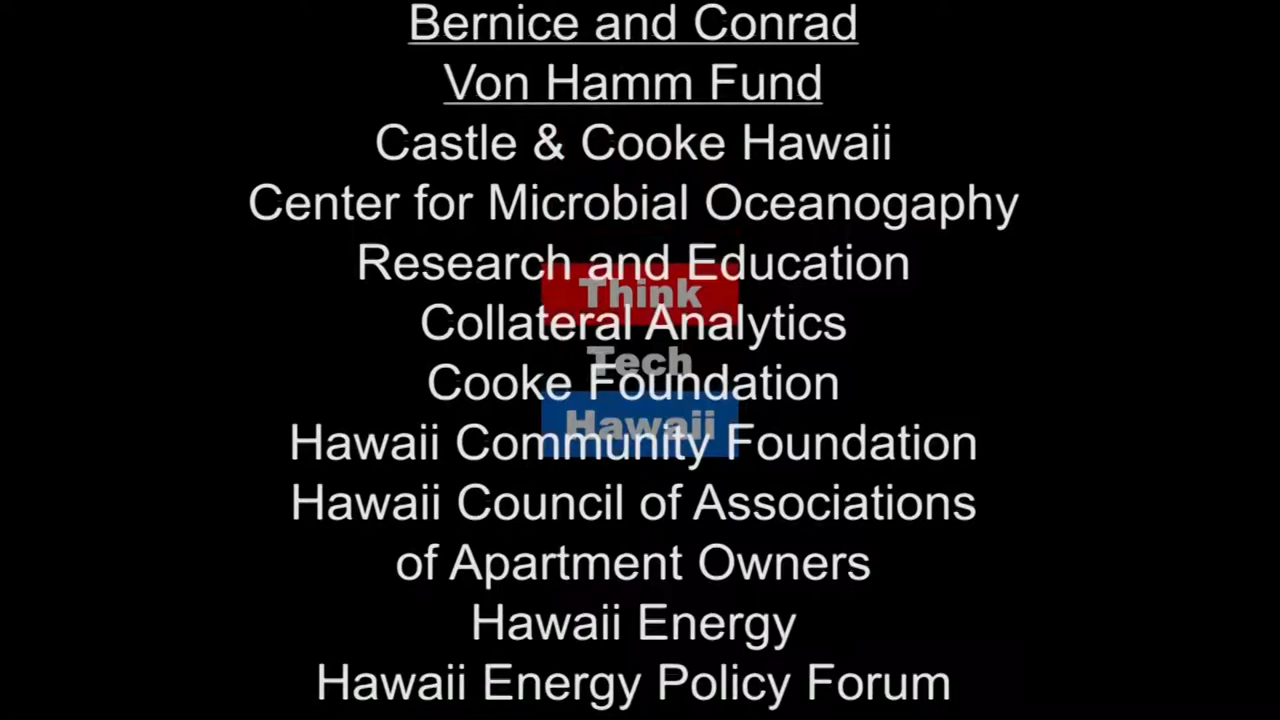 Bernice and Conrad
Von Hamm Fund
Castle & Cooke Hawaii
Center for Microbial Oceanogaphy
Research and Education
Think
Collateral Analytics
Tech
Cooke Foundation
Hawaii
Hawaii Community Foundation
Hawaii Council of Associations
of Apartment Owners
Hawaii Energy
Hawaii Energy Policy Forum